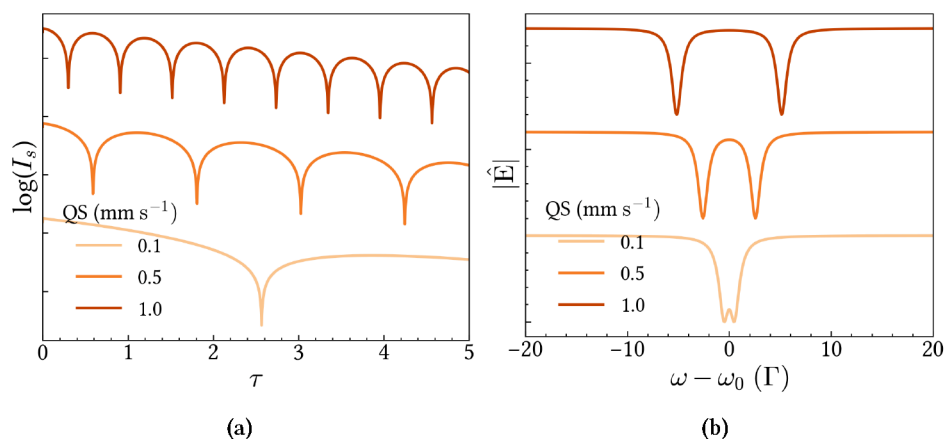 log(I_s)
QS (mm s⁻¹)
0.1
0.5
1.0
0 1 2 3 4 5
τ
(a)
|Ê|
QS (mm s⁻¹)
0.1
0.5
1.0
−20 −10 0 10 20
ω − ω₀ (Γ)
(b)